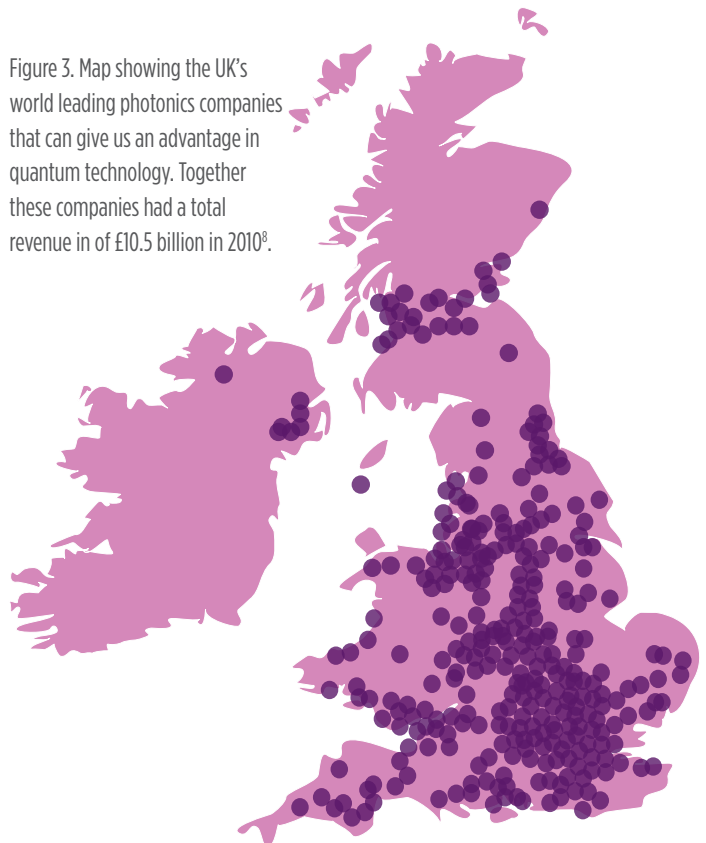 Figure 3. Map showing the UK’s
world leading photonics companies
that can give us an advantage in
quantum technology. Together
these companies had a total
revenue in of £10.5 billion in 2010⁸.